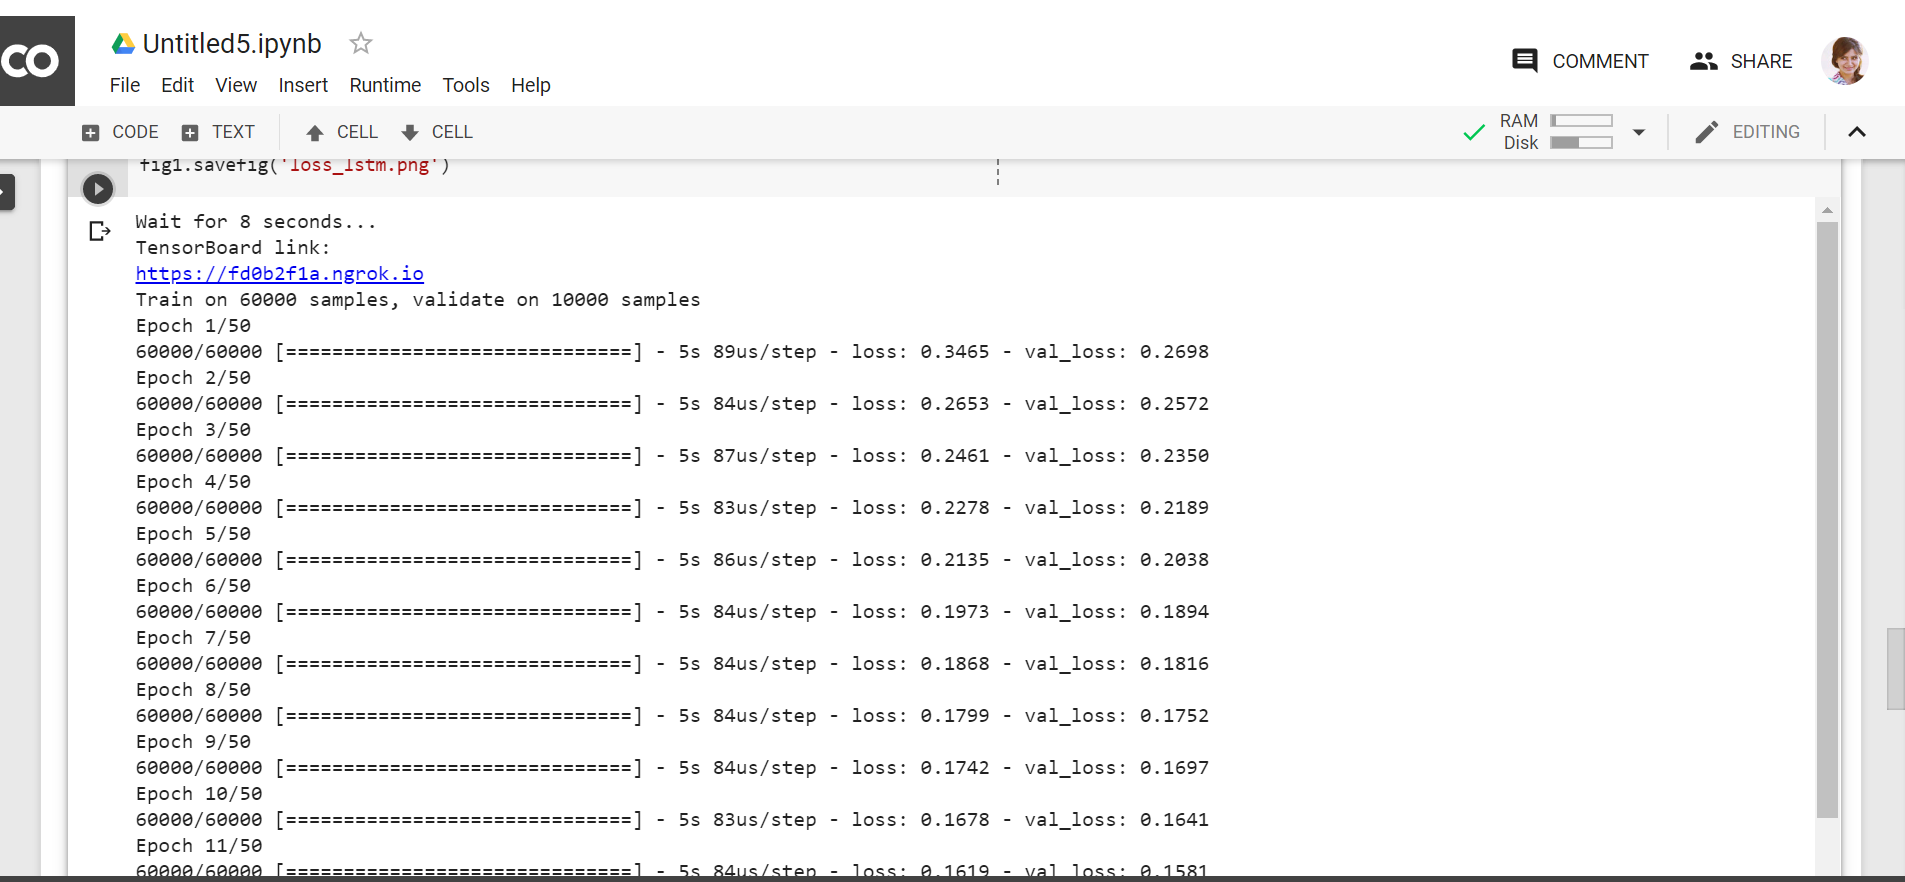 CO
Untitled5.ipynb
File Edit View Insert Runtime Tools Help
COMMENT
SHARE
CODE
TEXT
CELL
CELL
RAM
Disk
EDITING
fig1.savefig('loss_lstm.png')
Wait for 8 seconds...
TensorBoard link:
https://fd0b2f1a.ngrok.io
Train on 60000 samples, validate on 10000 samples
Epoch 1/50
60000/60000 [==============================] - 5s 89us/step - loss: 0.3465 - val_loss: 0.2698
Epoch 2/50
60000/60000 [==============================] - 5s 84us/step - loss: 0.2653 - val_loss: 0.2572
Epoch 3/50
60000/60000 [==============================] - 5s 87us/step - loss: 0.2461 - val_loss: 0.2350
Epoch 4/50
60000/60000 [==============================] - 5s 83us/step - loss: 0.2278 - val_loss: 0.2189
Epoch 5/50
60000/60000 [==============================] - 5s 86us/step - loss: 0.2135 - val_loss: 0.2038
Epoch 6/50
60000/60000 [==============================] - 5s 84us/step - loss: 0.1973 - val_loss: 0.1894
Epoch 7/50
60000/60000 [==============================] - 5s 84us/step - loss: 0.1868 - val_loss: 0.1816
Epoch 8/50
60000/60000 [==============================] - 5s 84us/step - loss: 0.1799 - val_loss: 0.1752
Epoch 9/50
60000/60000 [==============================] - 5s 84us/step - loss: 0.1742 - val_loss: 0.1697
Epoch 10/50
60000/60000 [==============================] - 5s 83us/step - loss: 0.1678 - val_loss: 0.1641
Epoch 11/50
60000/60000 [==============================] - 5s 84us/step - loss: 0.1619 - val_loss: 0.1581